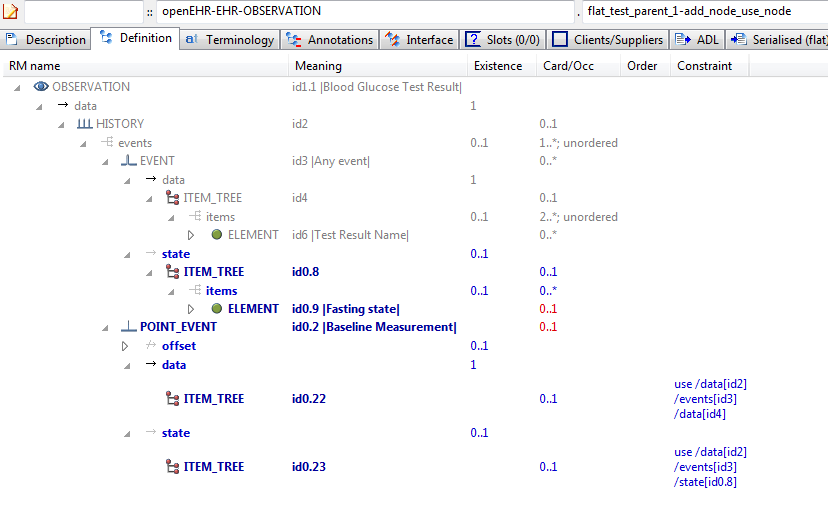 :: openEHR-EHR-OBSERVATION . flat_test_parent_1-add_node_use_node
Description Definition Terminology Annotations Interface Slots (0/0) Clients/Suppliers ADL Serialised (flat)
RM name Meaning Existence Card/Occ Order Constraint
OBSERVATION id1.1 |Blood Glucose Test Result|
data 1
HISTORY id2 0..1
events 0..1 1..*; unordered
EVENT id3 |Any event| 0..*
data 1
ITEM_TREE id4 0..1
items 0..1 2..*; unordered
ELEMENT id6 |Test Result Name| 0..*
state 0..1
ITEM_TREE id0.8 0..1
items 0..1 0..*
ELEMENT id0.9 |Fasting state| 0..1
POINT_EVENT id0.2 |Baseline Measurement| 0..1
offset 0..1
data 1
ITEM_TREE id0.22 0..1 use /data[id2]
/events[id3]
/data[id4]
state 0..1
ITEM_TREE id0.23 0..1 use /data[id2]
/events[id3]
/state[id0.8]